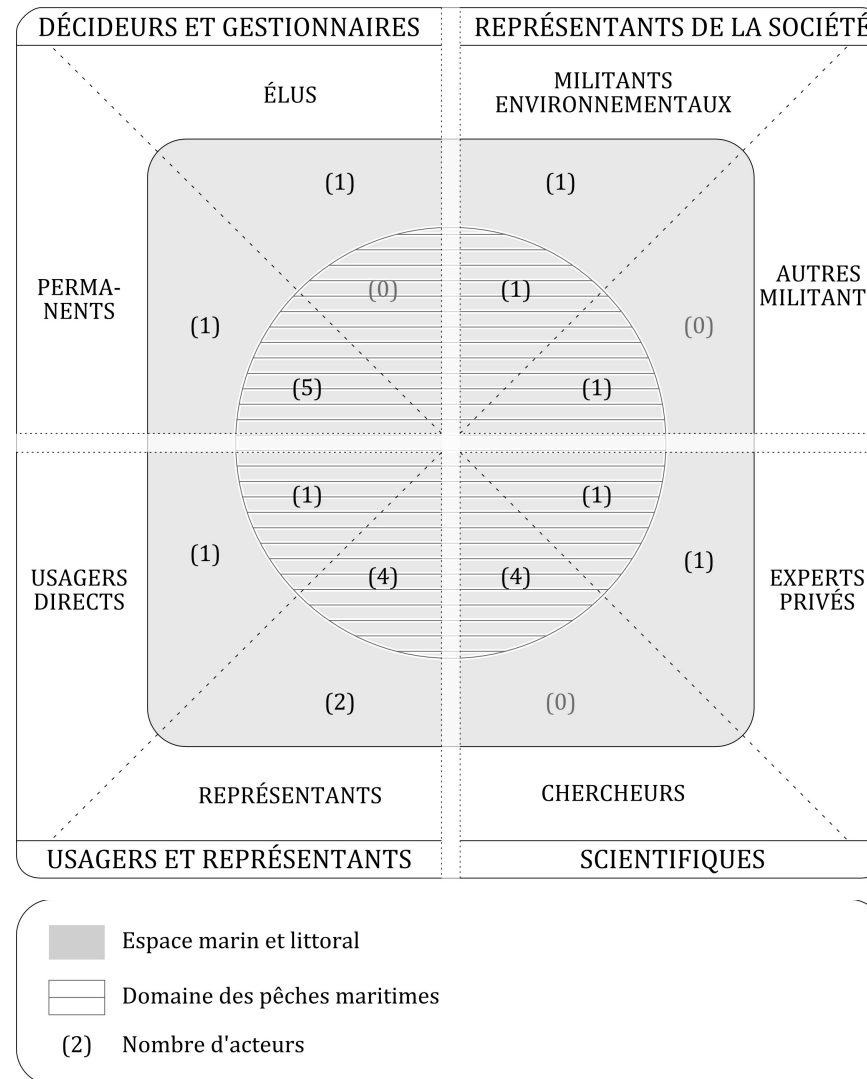 DÉCIDEURS ET GESTIONNAIRES
REPRÉSENTANTS DE LA SOCIÉTÉ
ÉLUS
MILITANTS
ENVIRONNEMENTAUX
(1)
(1)
PERMA-
NENTS
(0)
(1)
AUTRES
MILITANT
(1)
(0)
(5)
(1)
(1)
(1)
(1)
(1)
USAGERS
DIRECTS
(4)
(4)
EXPERTS
PRIVÉS
(2)
(0)
REPRÉSENTANTS
CHERCHEURS
USAGERS ET REPRÉSENTANTS
SCIENTIFIQUES
Espace marin et littoral
Domaine des pêches maritimes
(2) Nombre d'acteurs